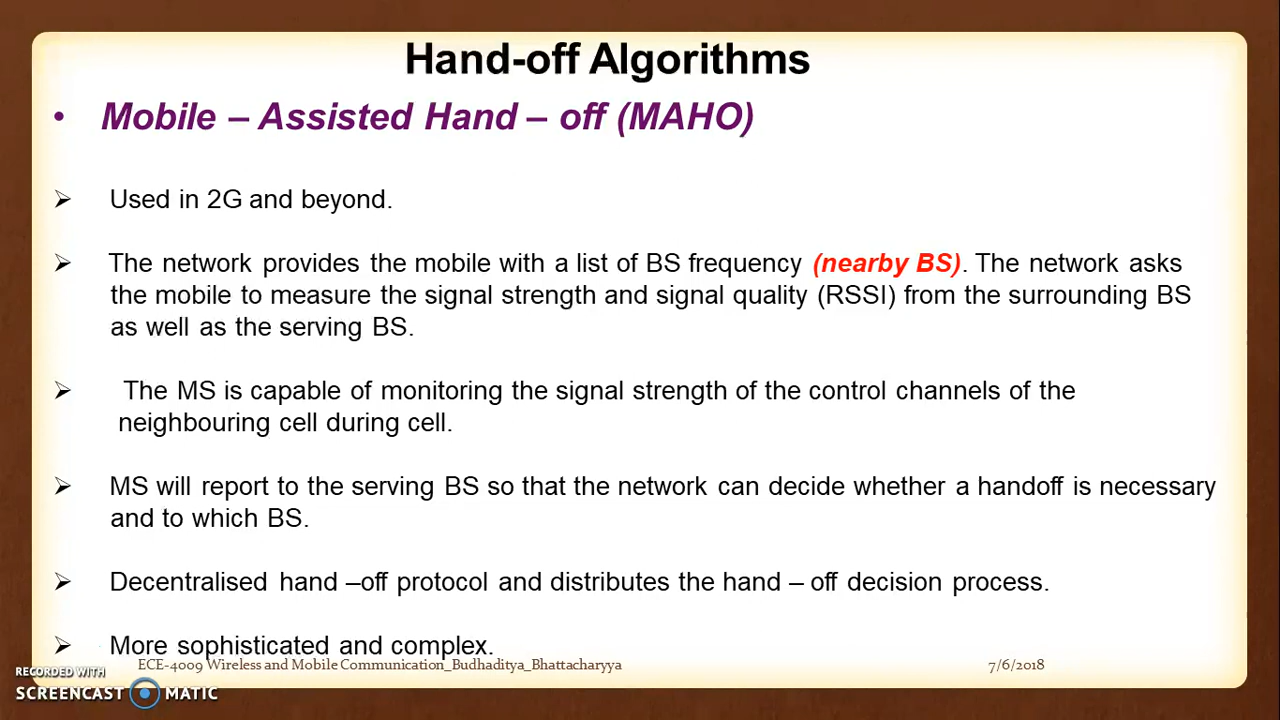 Hand-off Algorithms
• Mobile – Assisted Hand – off (MAHO)
➢ Used in 2G and beyond.
➢ The network provides the mobile with a list of BS frequency (nearby BS). The network asks
the mobile to measure the signal strength and signal quality (RSSI) from the surrounding BS
as well as the serving BS.
➢ The MS is capable of monitoring the signal strength of the control channels of the
neighbouring cell during cell.
➢ MS will report to the serving BS so that the network can decide whether a handoff is necessary
and to which BS.
➢ Decentralised hand –off protocol and distributes the hand – off decision process.
➢ More sophisticated and complex.
ECE-4009 Wireless and Mobile Communication_Budhaditya_Bhattacharyya 7/6/2018
RECORDED WITH
SCREENCAST MATIC